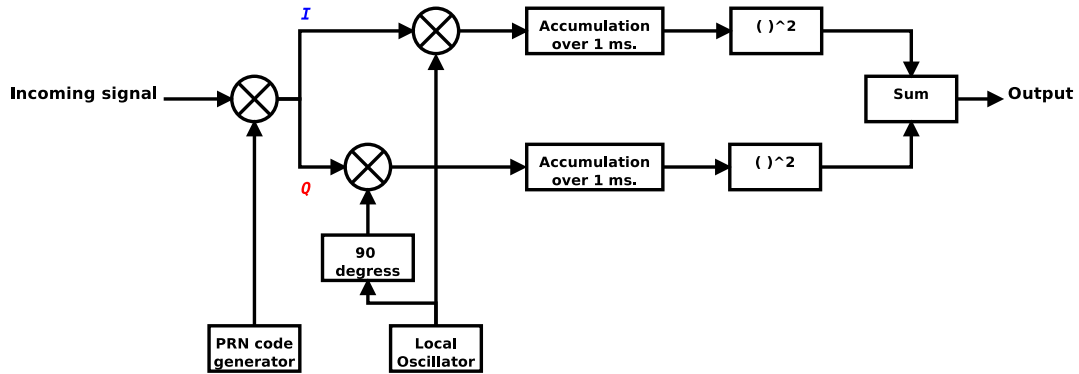 I
Accumulation
over 1 ms.
( )^2
Incoming signal
Sum
Output
Q
Accumulation
over 1 ms.
( )^2
90
degress
PRN code
generator
Local
Oscillator